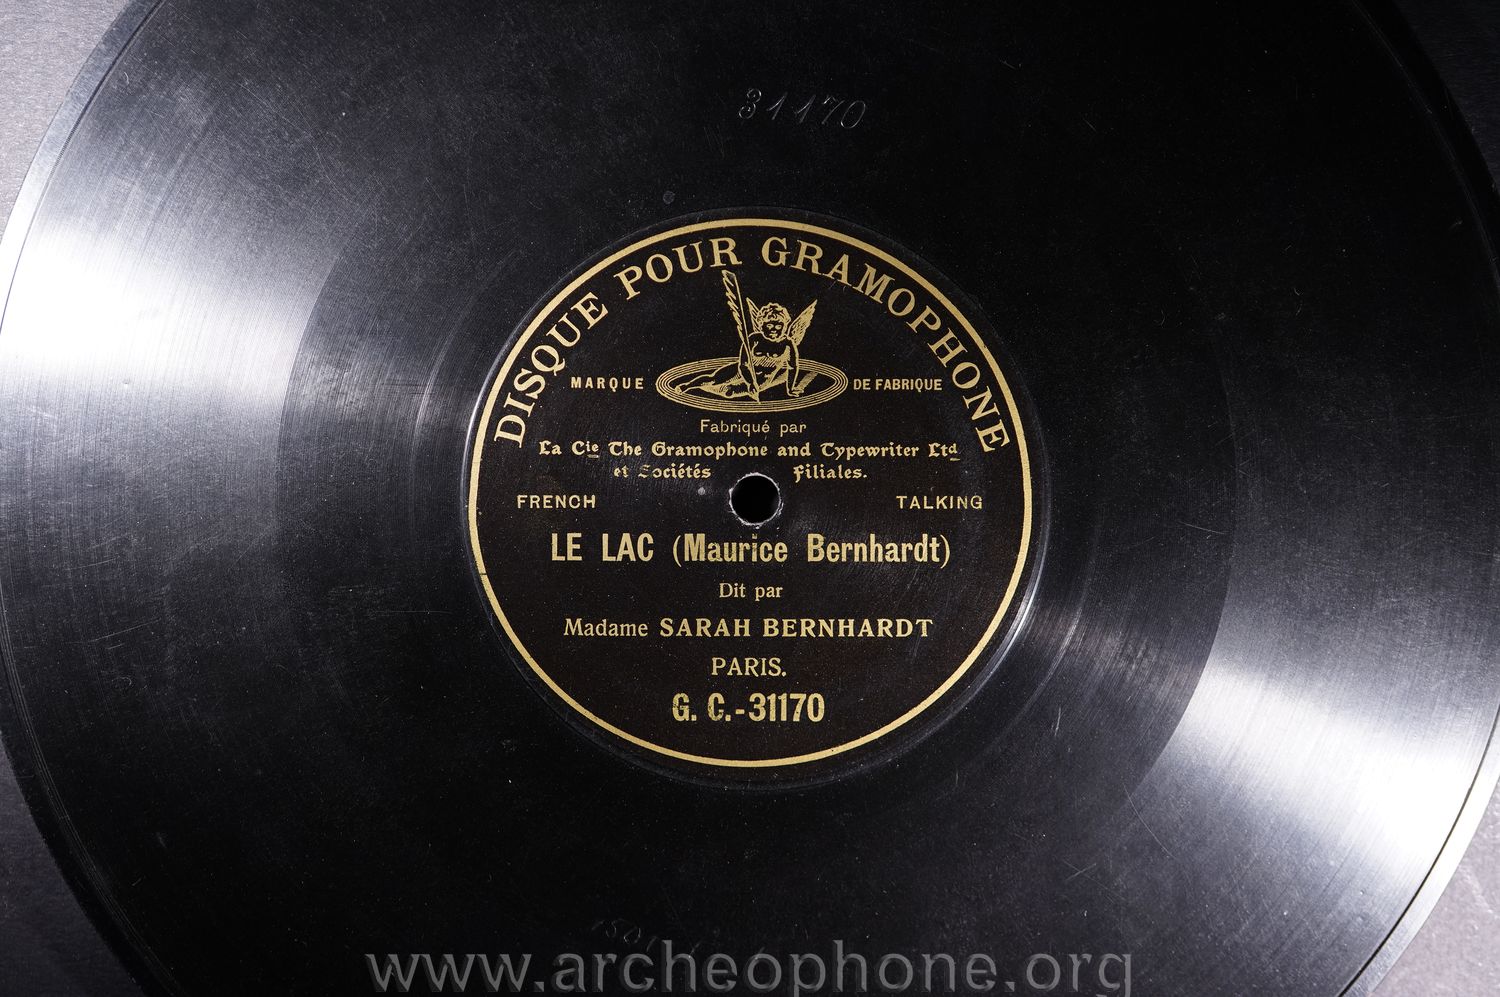 31170
DISQUE POUR GRAMOPHONE
MARQUE DE FABRIQUE
Fabriqué par
La Cie The Gramophone and Typewriter Ltd
et Sociétés filiales.
FRENCH TALKING
LE LAC (Maurice Bernhardt)
Dit par
Madame SARAH BERNHARDT
PARIS.
G. C.-31170
www.archeophone.org